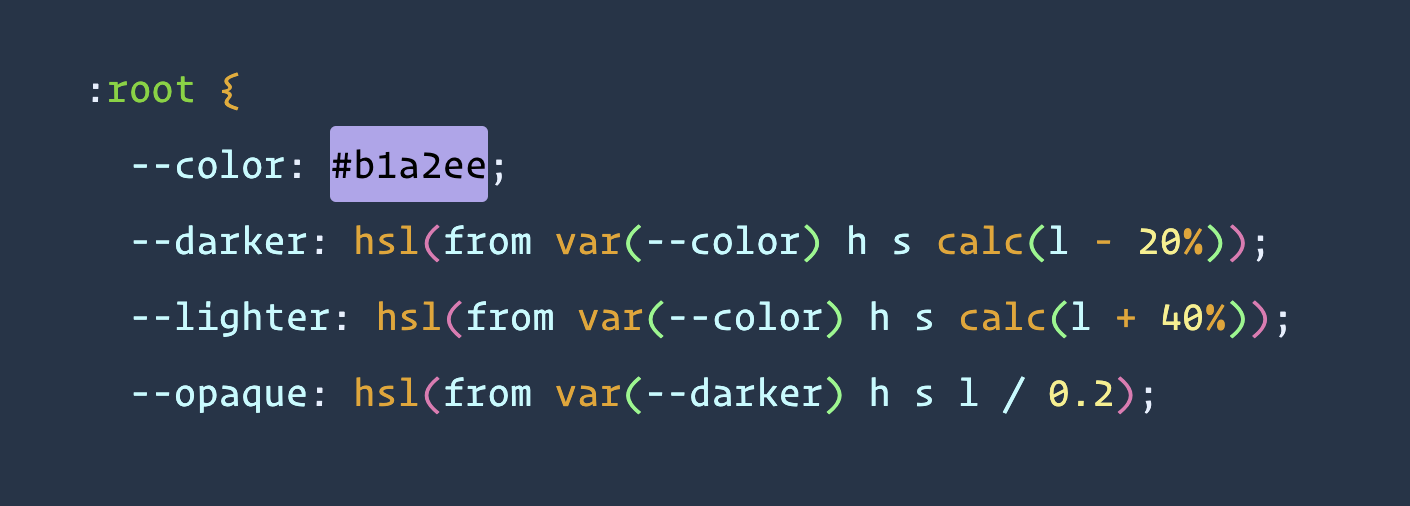 :root {
--color: #b1a2ee;
--darker: hsl(from var(--color) h s calc(l - 20%));
--lighter: hsl(from var(--color) h s calc(l + 40%));
--opaque: hsl(from var(--darker) h s l / 0.2);